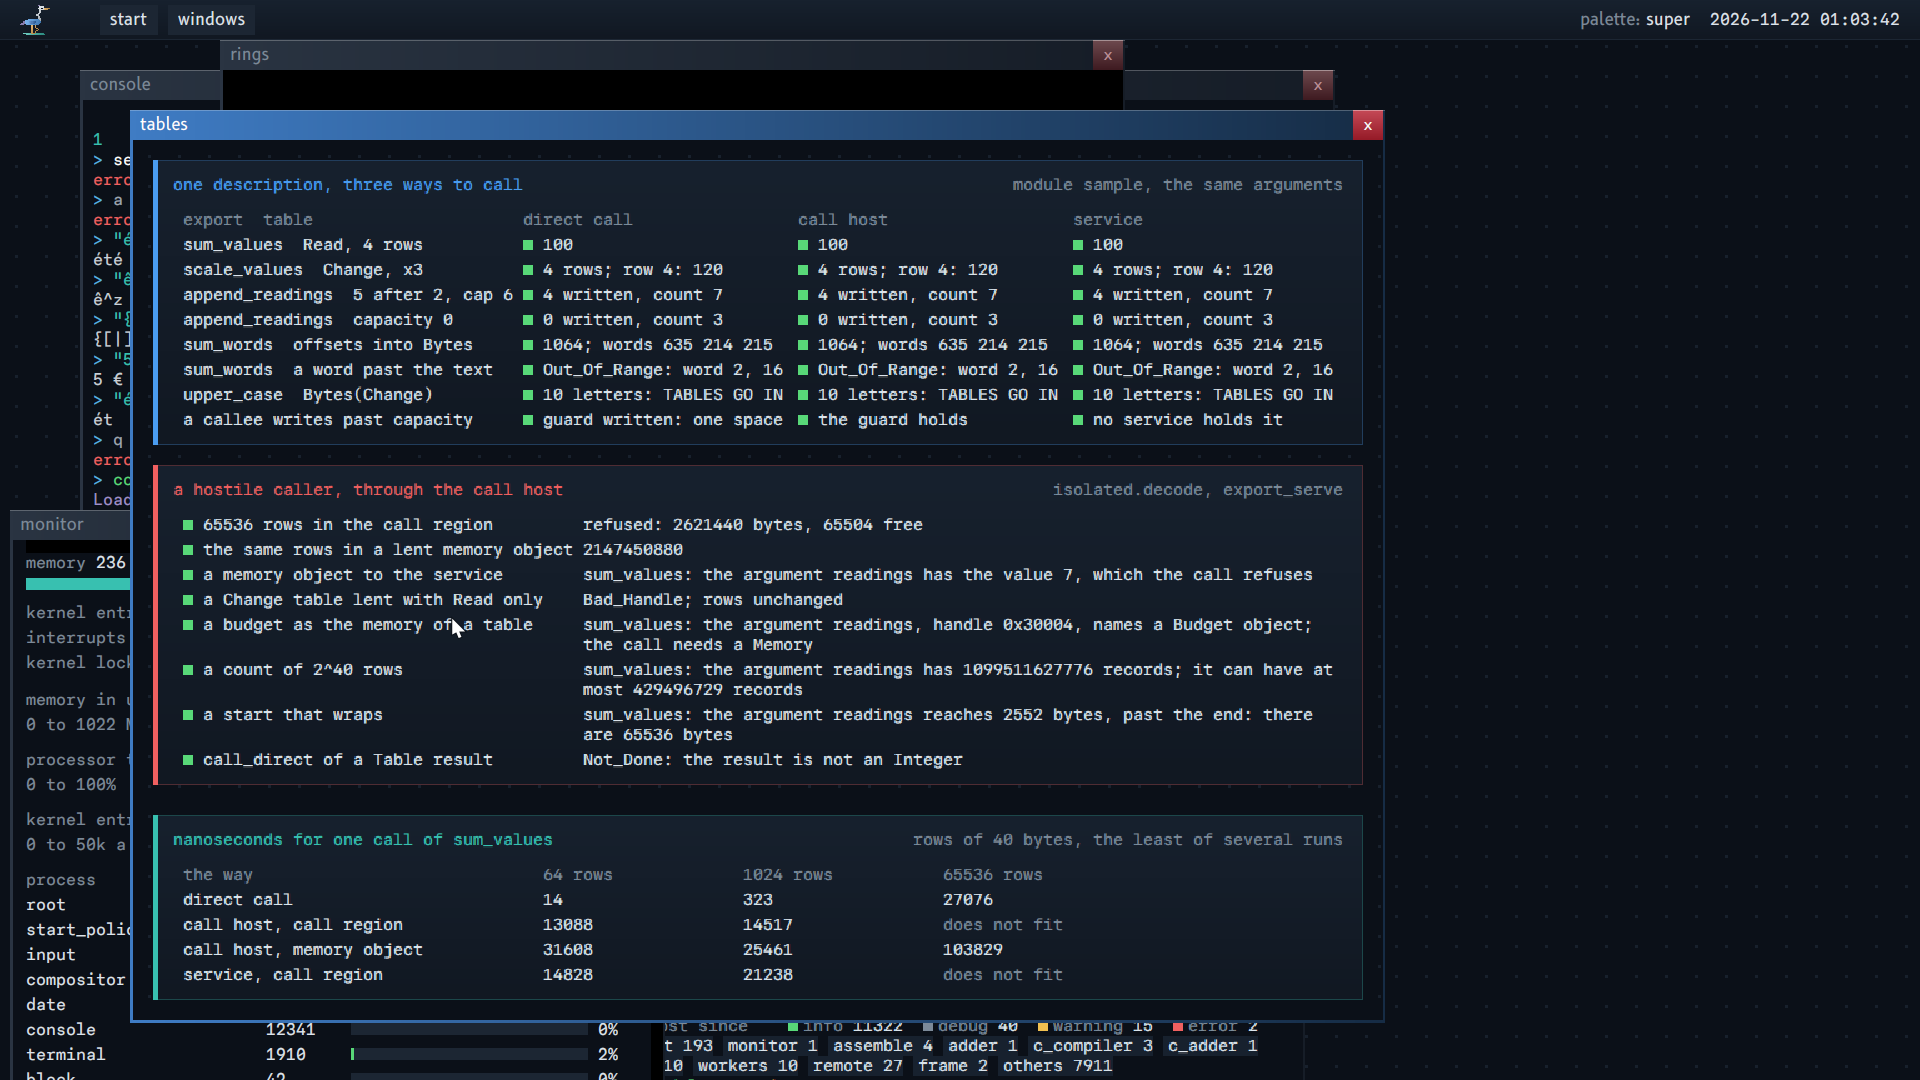 start windows palette: super 2026-11-22 01:03:42
rings x
console x
tables x
1
>
> a
> "
été
> "
ê^z
> "
{[|]
> "5
5 €
> "
ét
> q
>
one description, three ways to call module sample, the same arguments
export table direct call call host service
sum_values Read, 4 rows 100 100 100
scale_values Change, x3 4 rows; row 4: 120 4 rows; row 4: 120 4 rows; row 4: 120
append_readings 5 after 2, cap 6 4 written, count 7 4 written, count 7 4 written, count 7
append_readings capacity 0 0 written, count 3 0 written, count 3 0 written, count 3
sum_words offsets into Bytes 1064; words 635 214 215 1064; words 635 214 215 1064; words 635 214 215
sum_words a word past the text Out_Of_Range: word 2, 16 Out_Of_Range: word 2, 16 Out_Of_Range: word 2, 16
upper_case Bytes(Change) 10 letters: TABLES GO IN 10 letters: TABLES GO IN 10 letters: TABLES GO IN
a callee writes past capacity guard written: one space the guard holds no service holds it
a hostile caller, through the call host isolated.decode, export_serve
65536 rows in the call region refused: 2621440 bytes, 65504 free
the same rows in a lent memory object 2147450880
a memory object to the service sum_values: the argument readings has the value 7, which the call refuses
a Change table lent with Read only Bad_Handle; rows unchanged
a budget as the memory of a table sum_values: the argument readings, handle 0x30004, names a Budget object;
the call needs a Memory
a count of 2^40 rows sum_values: the argument readings has 1099511627776 records; it can have at
most 429496729 records
a start that wraps sum_values: the argument readings reaches 2552 bytes, past the end: there
are 65536 bytes
call_direct of a Table result Not_Done: the result is not an Integer
nanoseconds for one call of sum_values rows of 40 bytes, the least of several runs
the way 64 rows 1024 rows 65536 rows
direct call 14 323 27076
call host, call region 13088 14517 does not fit
call host, memory object 31608 25461 103829
service, call region 14828 21238 does not fit
monitor
memory 236
kernel
interrupts
kernel
memory in
0 to 1022
processor
0 to 100%
kernel
0 to 50k a
process
root
start_polic
input
compositor
date
console 12341 0%
terminal 1910 2%
block 42 0%
since info 11322 debug 40 warning 15 error 2
t 193 monitor 1 assemble 4 adder 1 c_compiler 3 c_adder 1
10 workers 10 remote 27 frame 2 others 7911